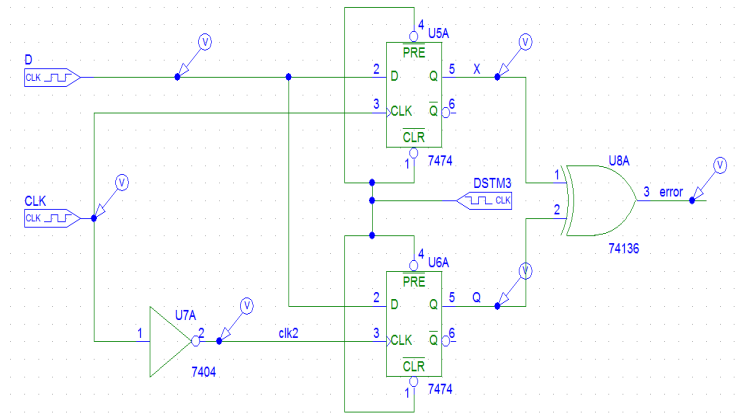 4
U5A
V
V
PRE
D
CLK
2
D
Q
5
X
3
CLK
Q
6
CLR
1
7474
U8A
V
V
DSTM3
CLK
1
2
3
error
74136
CLK
CLK
4
U6A
V
PRE
U7A
V
2
D
Q
5
Q
1
2
clk2
3
CLK
Q
6
7404
CLR
1
7474